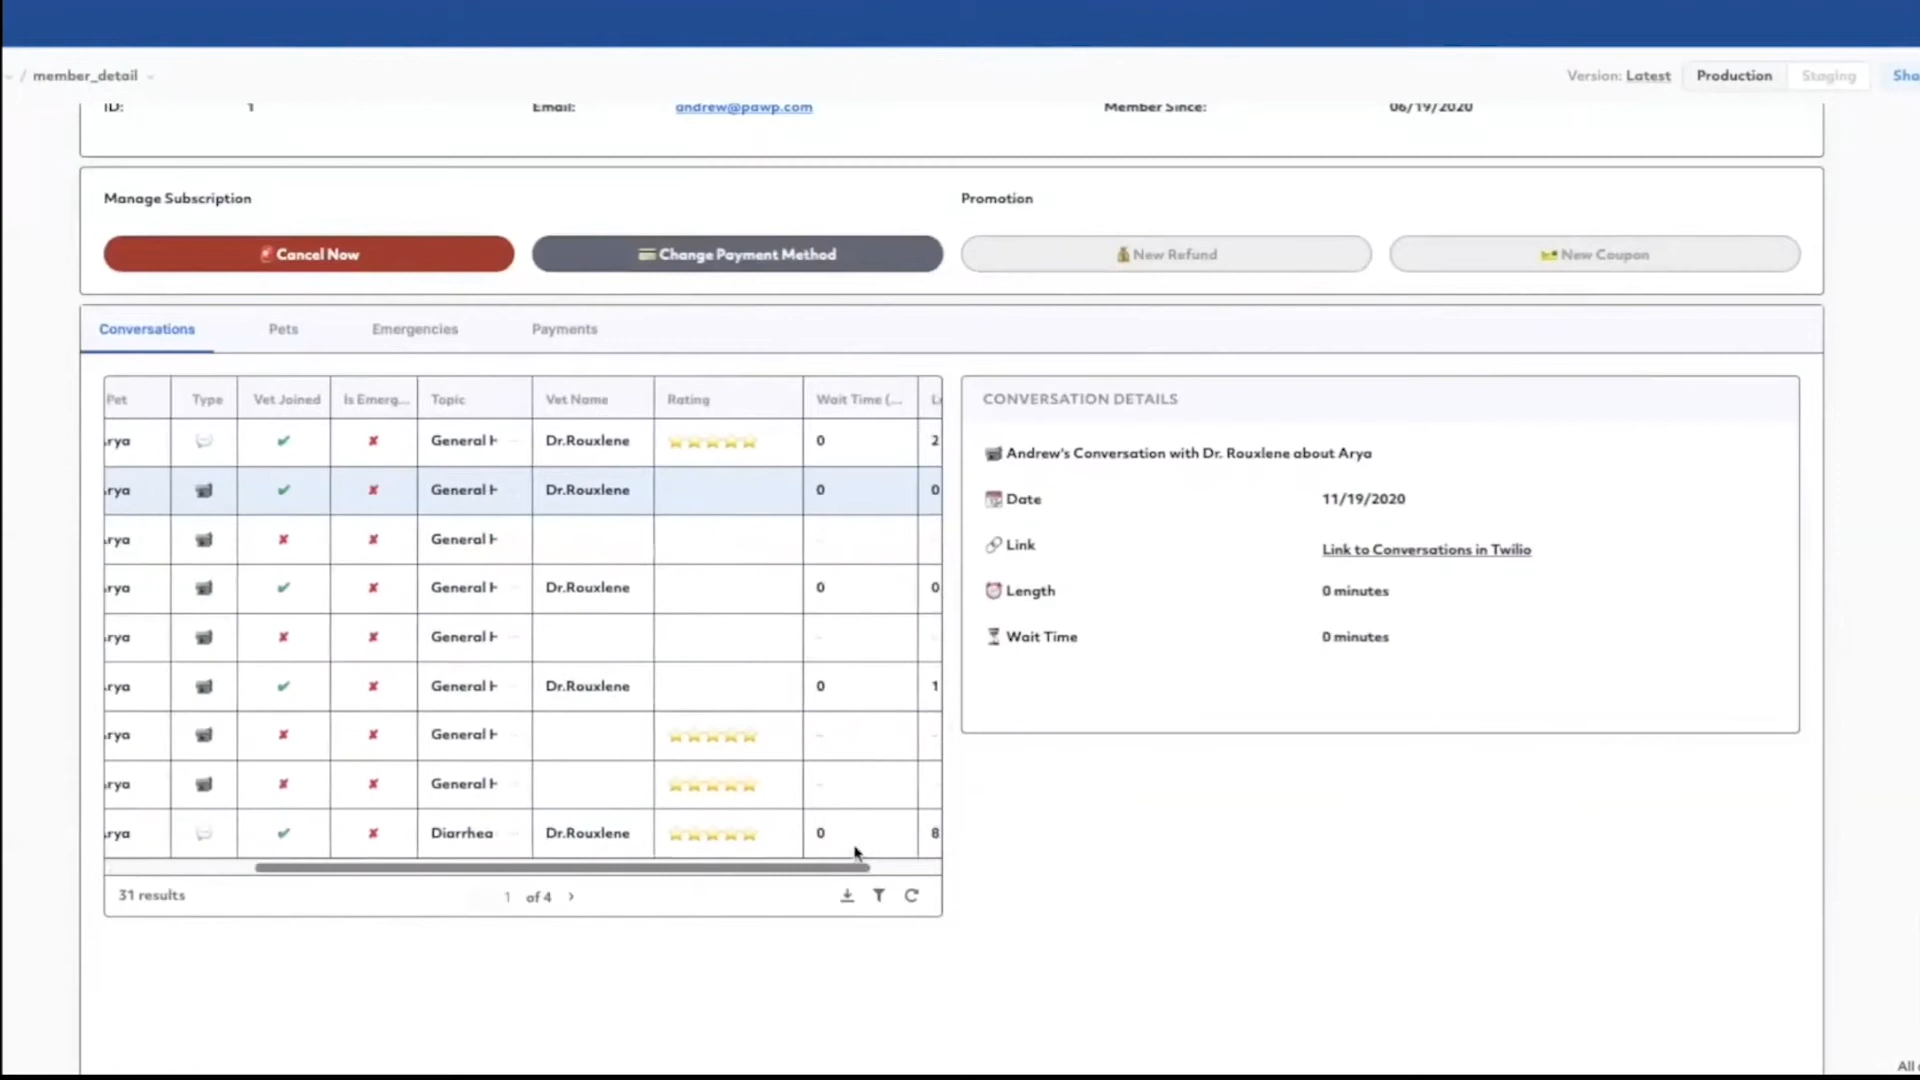 / member_detail
Version: Latest Production Staging Sha
ID: 1 Email: andrew@pawp.com Member Since: 06/19/2020
Manage Subscription Promotion
Cancel Now Change Payment Method New Refund New Coupon
Conversations Pets Emergencies Payments
Pet Type Vet Joined Is Emerg... Topic Vet Name Rating Wait Time (...
rya General H Dr.Rouxlene 0 2
rya General H Dr.Rouxlene 0 0
rya General H
rya General H Dr.Rouxlene 0 0
rya General H
rya General H Dr.Rouxlene 0 1
rya General H
rya General H
rya Diarrhea Dr.Rouxlene 0 8
31 results 1 of 4
CONVERSATION DETAILS
Andrew's Conversation with Dr. Rouxlene about Arya
Date 11/19/2020
Link Link to Conversations in Twilio
Length 0 minutes
Wait Time 0 minutes
All